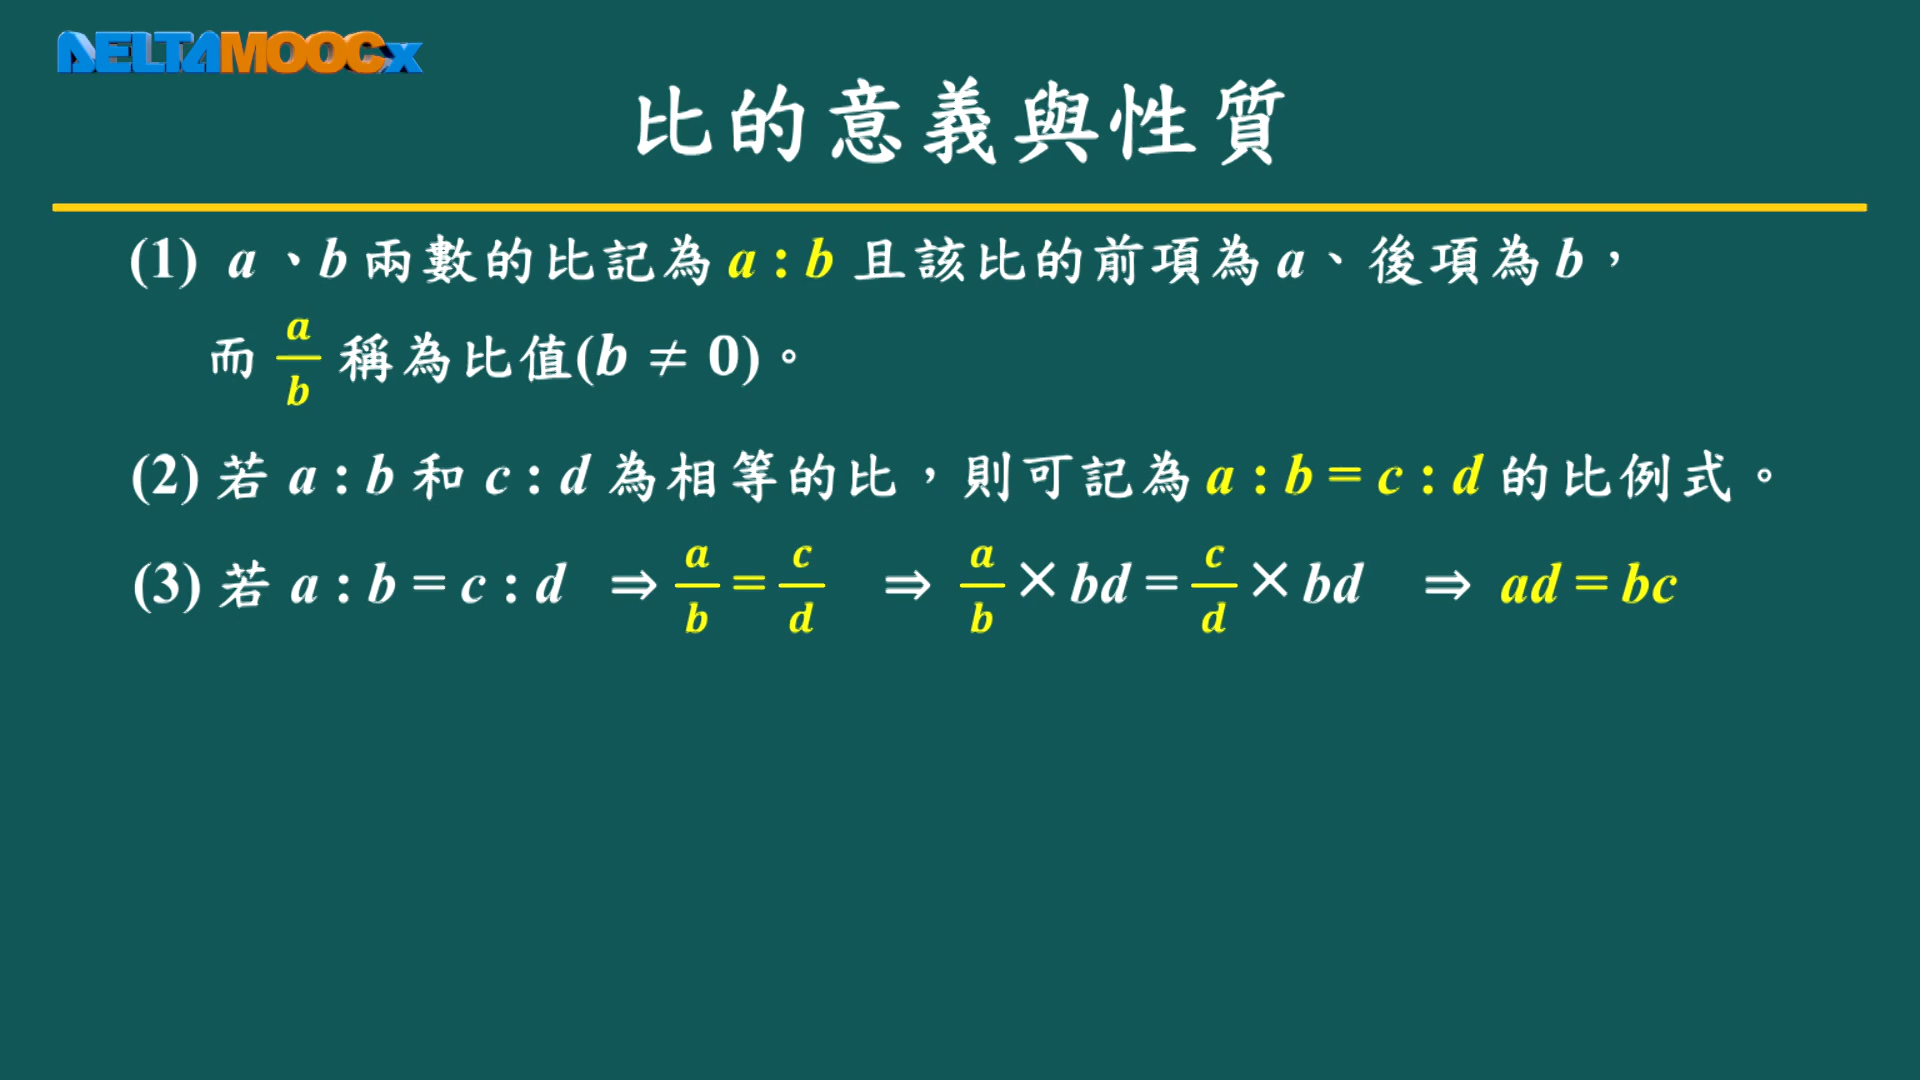 DELTAMOOCx
比的意義與性質
(1) a、b 兩數的比記為 a : b 且該比的前項為 a、後項為 b，
而 a/b 稱為比值(b ≠ 0)。
(2) 若 a : b 和 c : d 為相等的比，則可記為 a : b = c : d 的比例式。
(3) 若 a : b = c : d ⇒ a/b = c/d ⇒ a/b × bd = c/d × bd ⇒ ad = bc